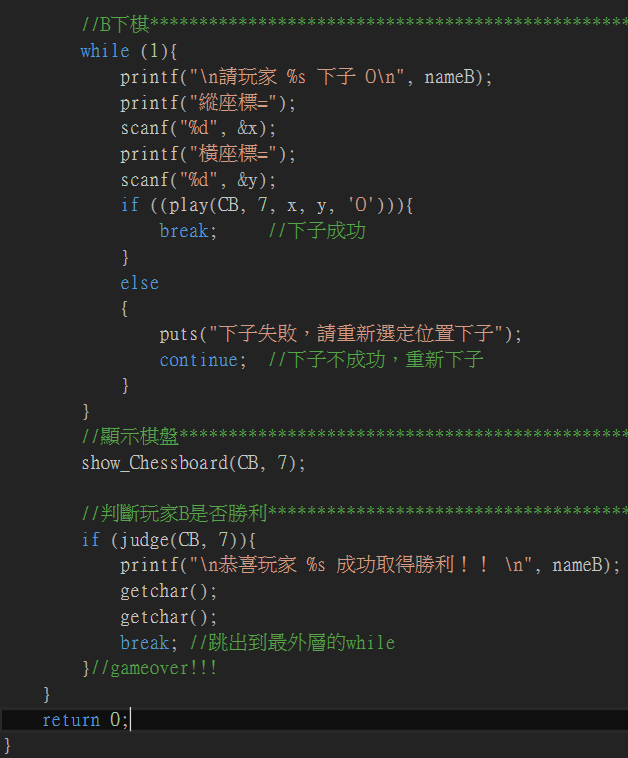 //B下棋*************************************************
while (1){
printf("\n請玩家 %s 下子 O\n", nameB);
printf("縱座標=");
scanf("%d", &x);
printf("橫座標=");
scanf("%d", &y);
if ((play(CB, 7, x, y, 'O'))){
break;     //下子成功
}
else
{
puts("下子失敗，請重新選定位置下子");
continue;  //下子不成功，重新下子
}
}
//顯示棋盤**********************************************
show_Chessboard(CB, 7);
//判斷玩家B是否勝利*************************************
if (judge(CB, 7)){
printf("\n恭喜玩家 %s 成功取得勝利！！ \n", nameB);
getchar();
getchar();
break; //跳出到最外層的while
}//gameover!!!
}
return 0;
}